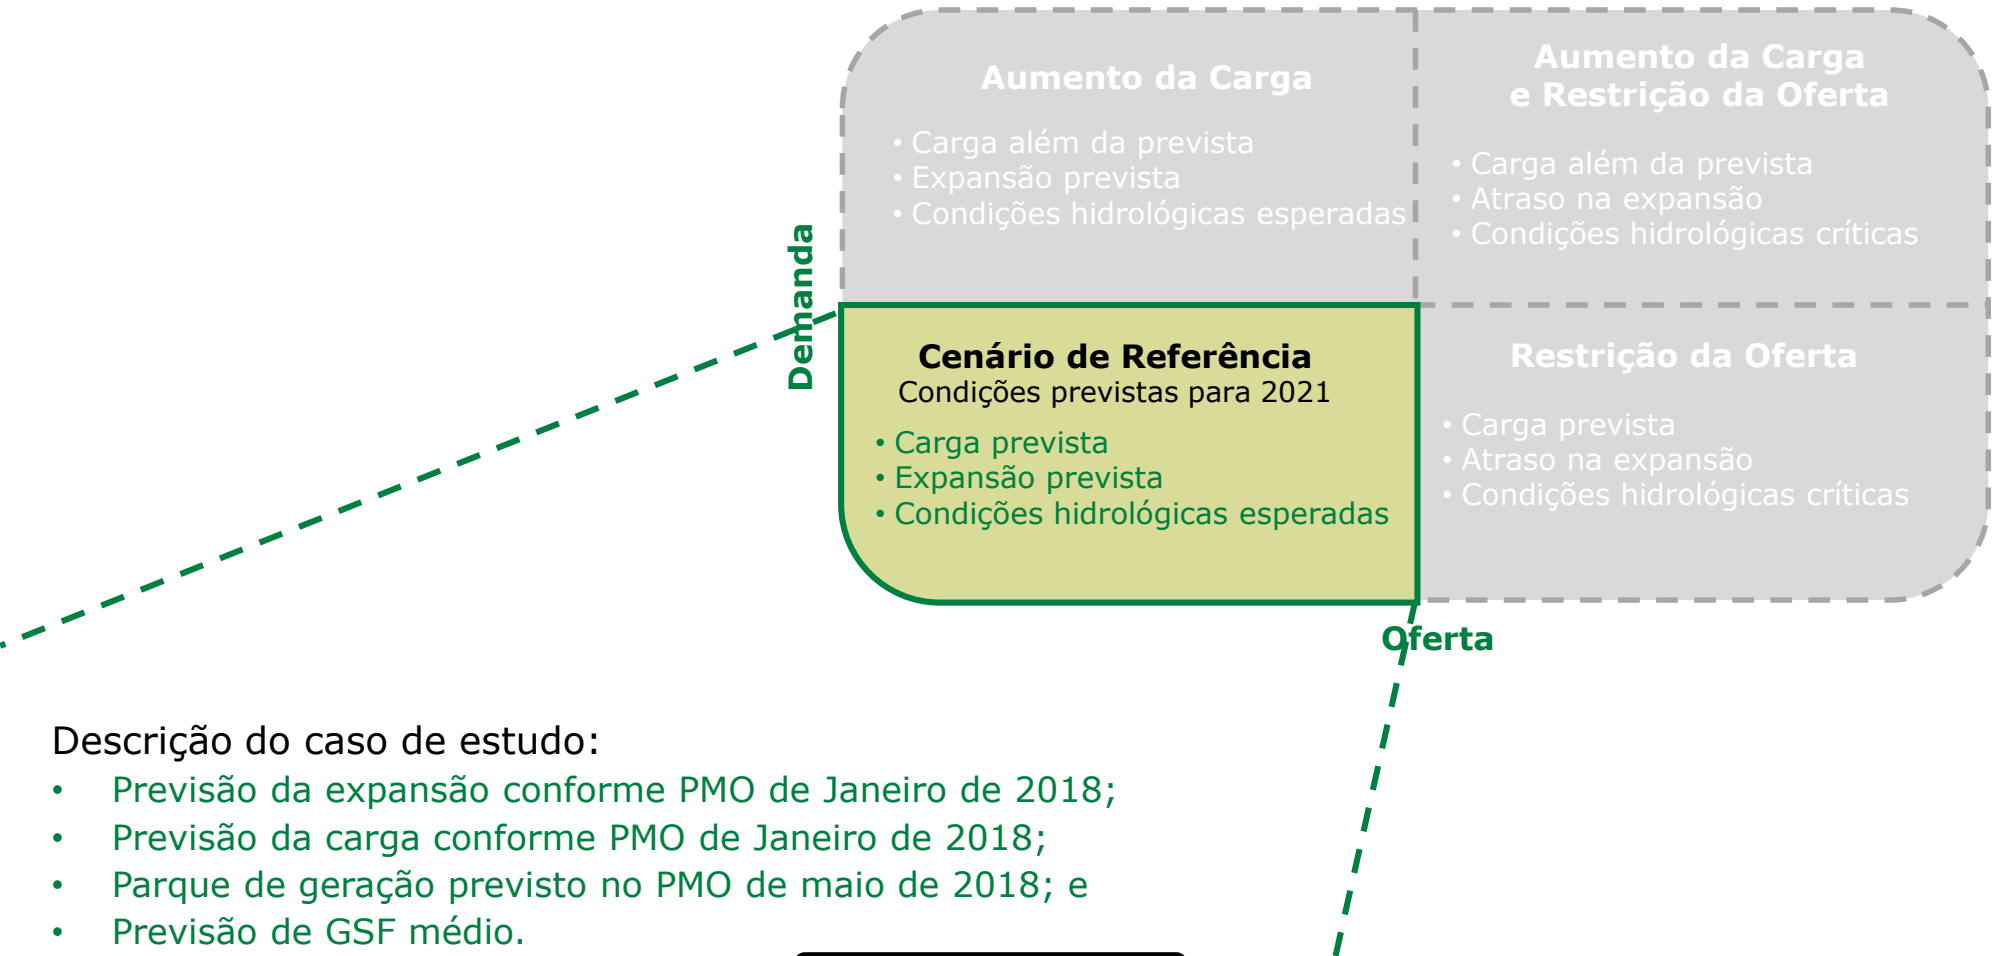 Aumento da Carga
• Carga além da prevista
• Expansão prevista
• Condições hidrológicas esperadas
Aumento da Carga
e Restrição da Oferta
• Carga além da prevista
• Atraso na expansão
• Condições hidrológicas críticas
Demanda
Cenário de Referência
Condições previstas para 2021
• Carga prevista
• Expansão prevista
• Condições hidrológicas esperadas
Restrição da Oferta
• Carga prevista
• Atraso na expansão
• Condições hidrológicas críticas
Oferta
Descrição do caso de estudo:
• Previsão da expansão conforme PMO de Janeiro de 2018;
• Previsão da carga conforme PMO de Janeiro de 2018;
• Parque de geração previsto no PMO de maio de 2018; e
• Previsão de GSF médio.